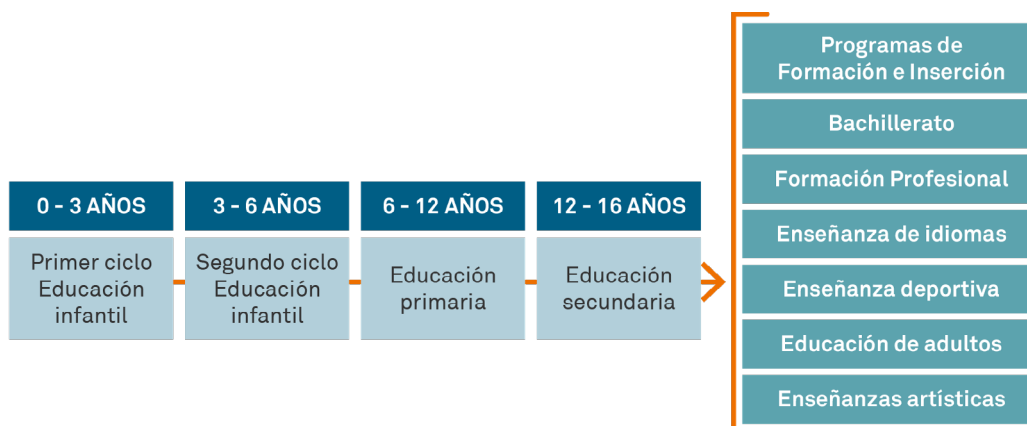 0 - 3 AÑOS
Primer ciclo
Educación
infantil
3 - 6 AÑOS
Segundo ciclo
Educación
infantil
6 - 12 AÑOS
Educación
primaria
12 - 16 AÑOS
Educación
secundaria
Programas de
Formación e Inserción
Bachillerato
Formación Profesional
Enseñanza de idiomas
Enseñanza deportiva
Educación de adultos
Enseñanzas artísticas